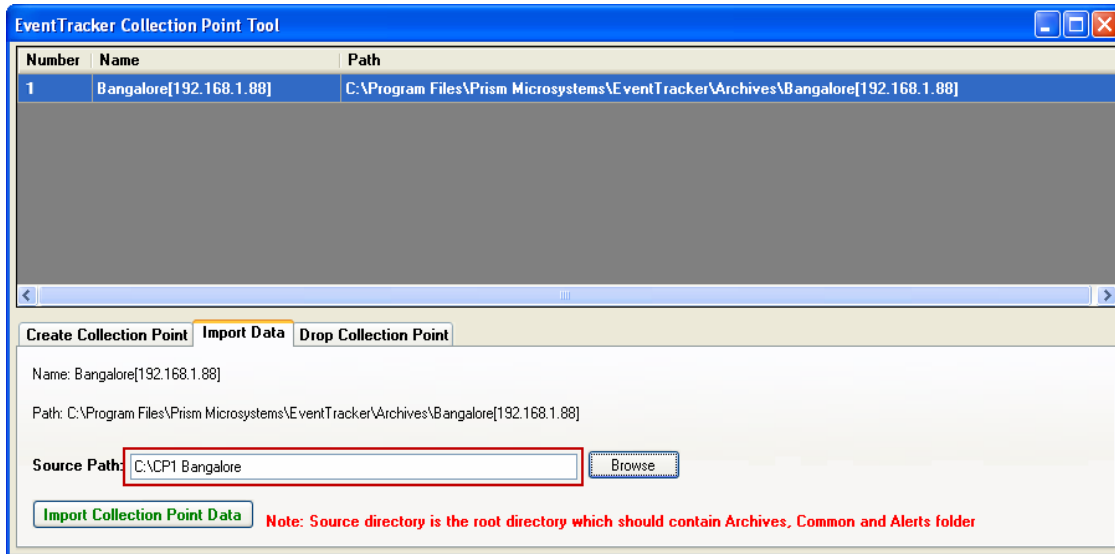 EventTracker Collection Point Tool
Number Name Path
1 Bangalore[192.168.1.88] C:\Program Files\Prism Microsystems\EventTracker\Archives\Bangalore[192.168.1.88]
Create Collection Point Import Data Drop Collection Point
Name: Bangalore[192.168.1.88]
Path: C:\Program Files\Prism Microsystems\EventTracker\Archives\Bangalore[192.168.1.88]
Source Path: C:\CP1 Bangalore Browse
Import Collection Point Data Note: Source directory is the root directory which should contain Archives, Common and Alerts folder